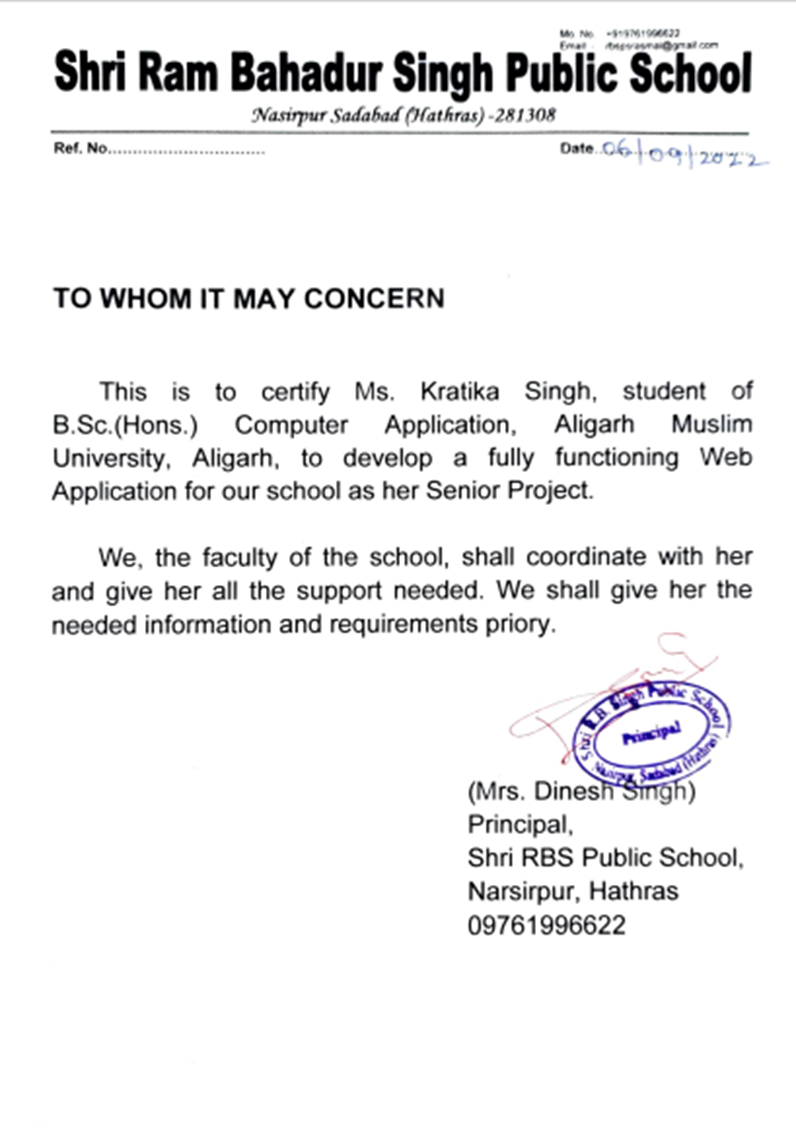 Mo. No. +919761996622
Email -
Shri Ram Bahadur Singh Public School
Nasirpur Sadabad (Hathras) -281308
Ref. No.............................. Date..06/09/2022
TO WHOM IT MAY CONCERN
This is to certify Ms. Kratika Singh, student of
B.Sc.(Hons.) Computer Application, Aligarh Muslim
University, Aligarh, to develop a fully functioning Web
Application for our school as her Senior Project.
We, the faculty of the school, shall coordinate with her
and give her all the support needed. We shall give her the
needed information and requirements priory.
Shri R.B. Singh Public School
Principal
Nasirpur, Sadabad (Hathras)
(Mrs. Dinesh Singh)
Principal,
Shri RBS Public School,
Narsirpur, Hathras
09761996622